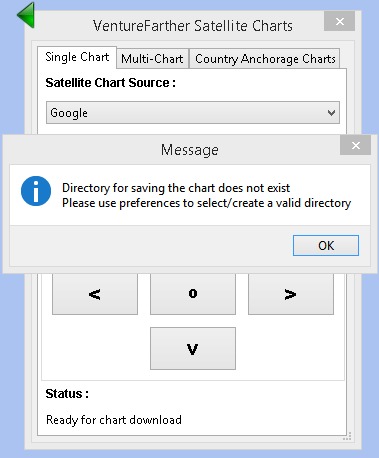 VentureFarther Satellite Charts
Single Chart Multi-Chart Country Anchorage Charts
Satellite Chart Source :
Google
Message
Directory for saving the chart does not exist
Please use preferences to select/create a valid directory
OK
< o >
v
Status :
Ready for chart download